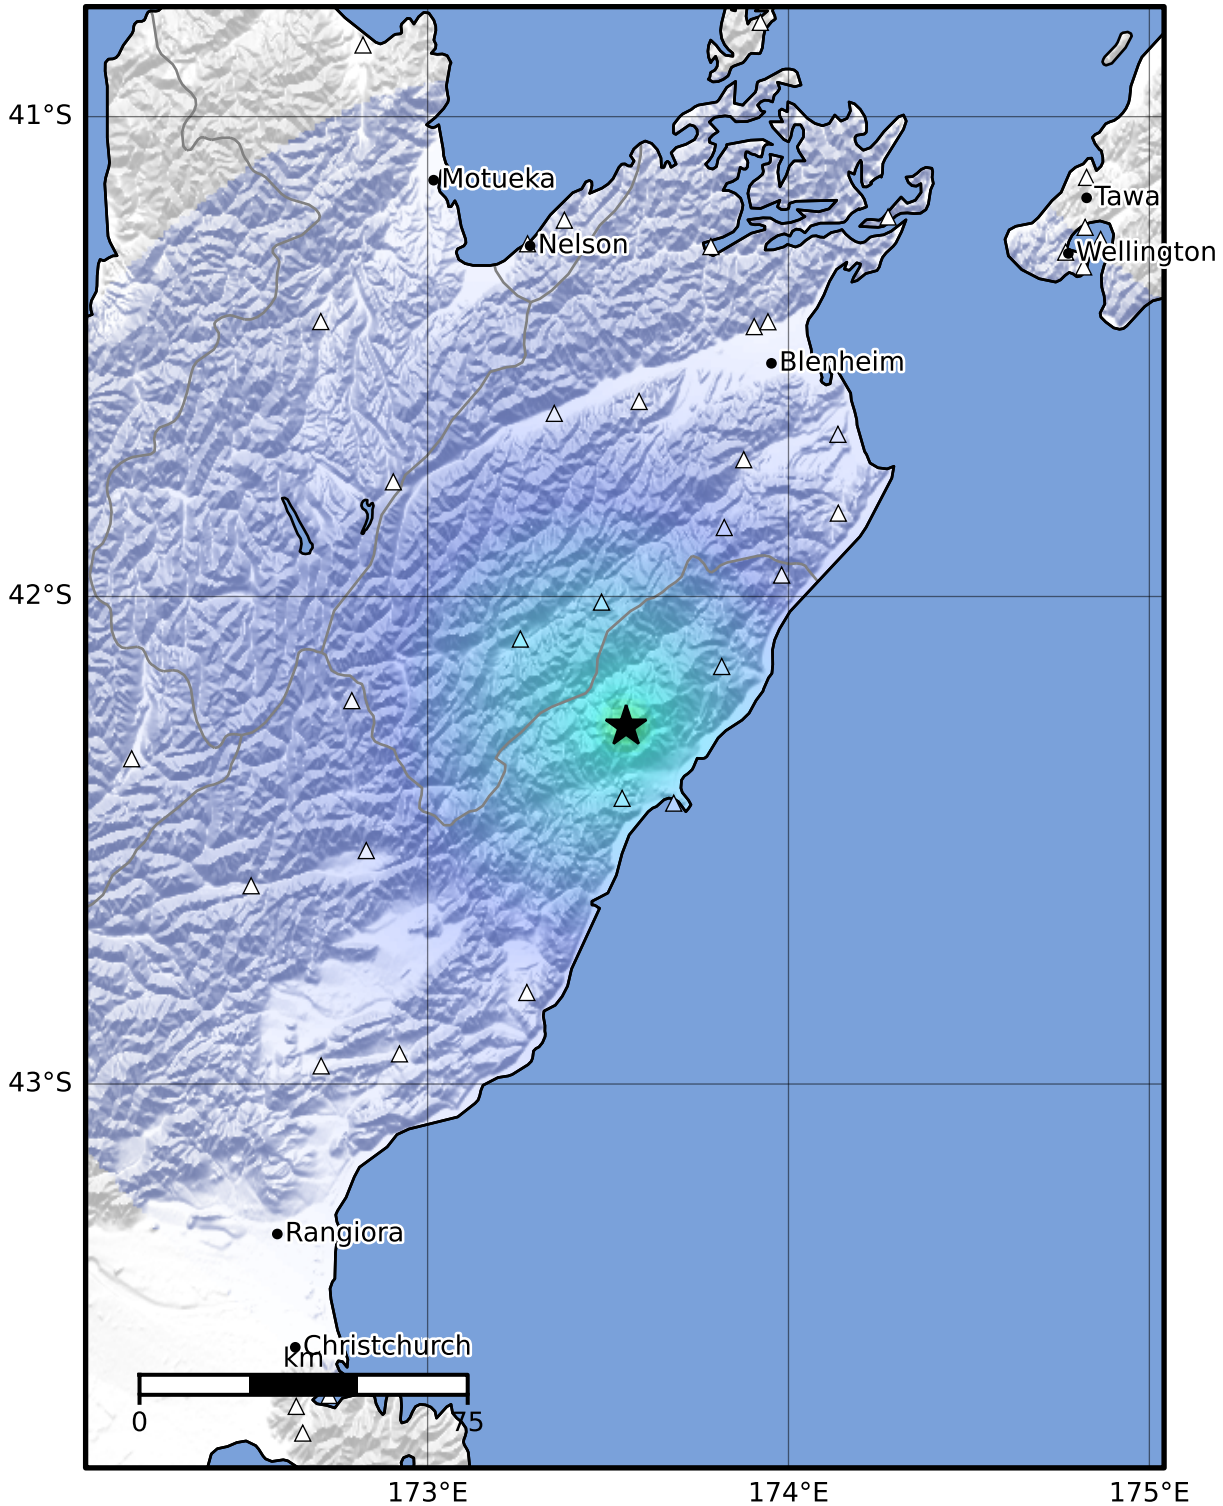 41°S
Motueka
Tawa
Nelson
Wellington
Blenheim
42°S
43°S
Rangiora
Christchurch
km
0 75
173°E 174°E 175°E